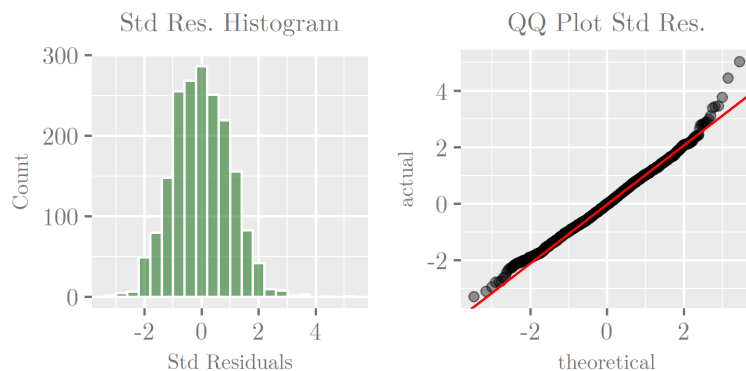 Std Res. Histogram
300
200
100
0
Count
-2
0
2
4
Std Residuals
QQ Plot Std Res.
4
2
0
-2
actual
-2
0
2
theoretical